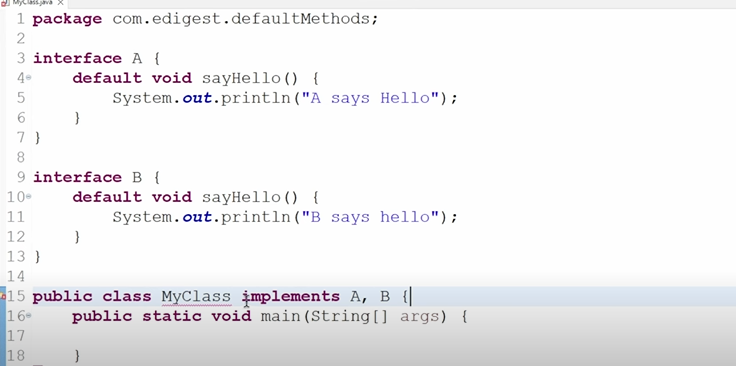 MyClass.java
1 package com.edigest.defaultMethods;
2
3 interface A {
4 default void sayHello() {
5 System.out.println("A says Hello");
6 }
7 }
8
9 interface B {
10 default void sayHello() {
11 System.out.println("B says hello");
12 }
13 }
14
15 public class MyClass implements A, B {
16 public static void main(String[] args) {
17
18 }